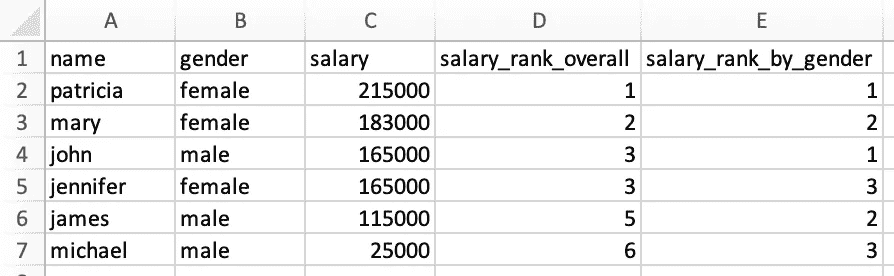 A B C D E
1 name gender salary salary_rank_overall salary_rank_by_gender
2 patricia female 215000 1 1
3 mary female 183000 2 2
4 john male 165000 3 1
5 jennifer female 165000 3 3
6 james male 115000 5 2
7 michael male 25000 6 3